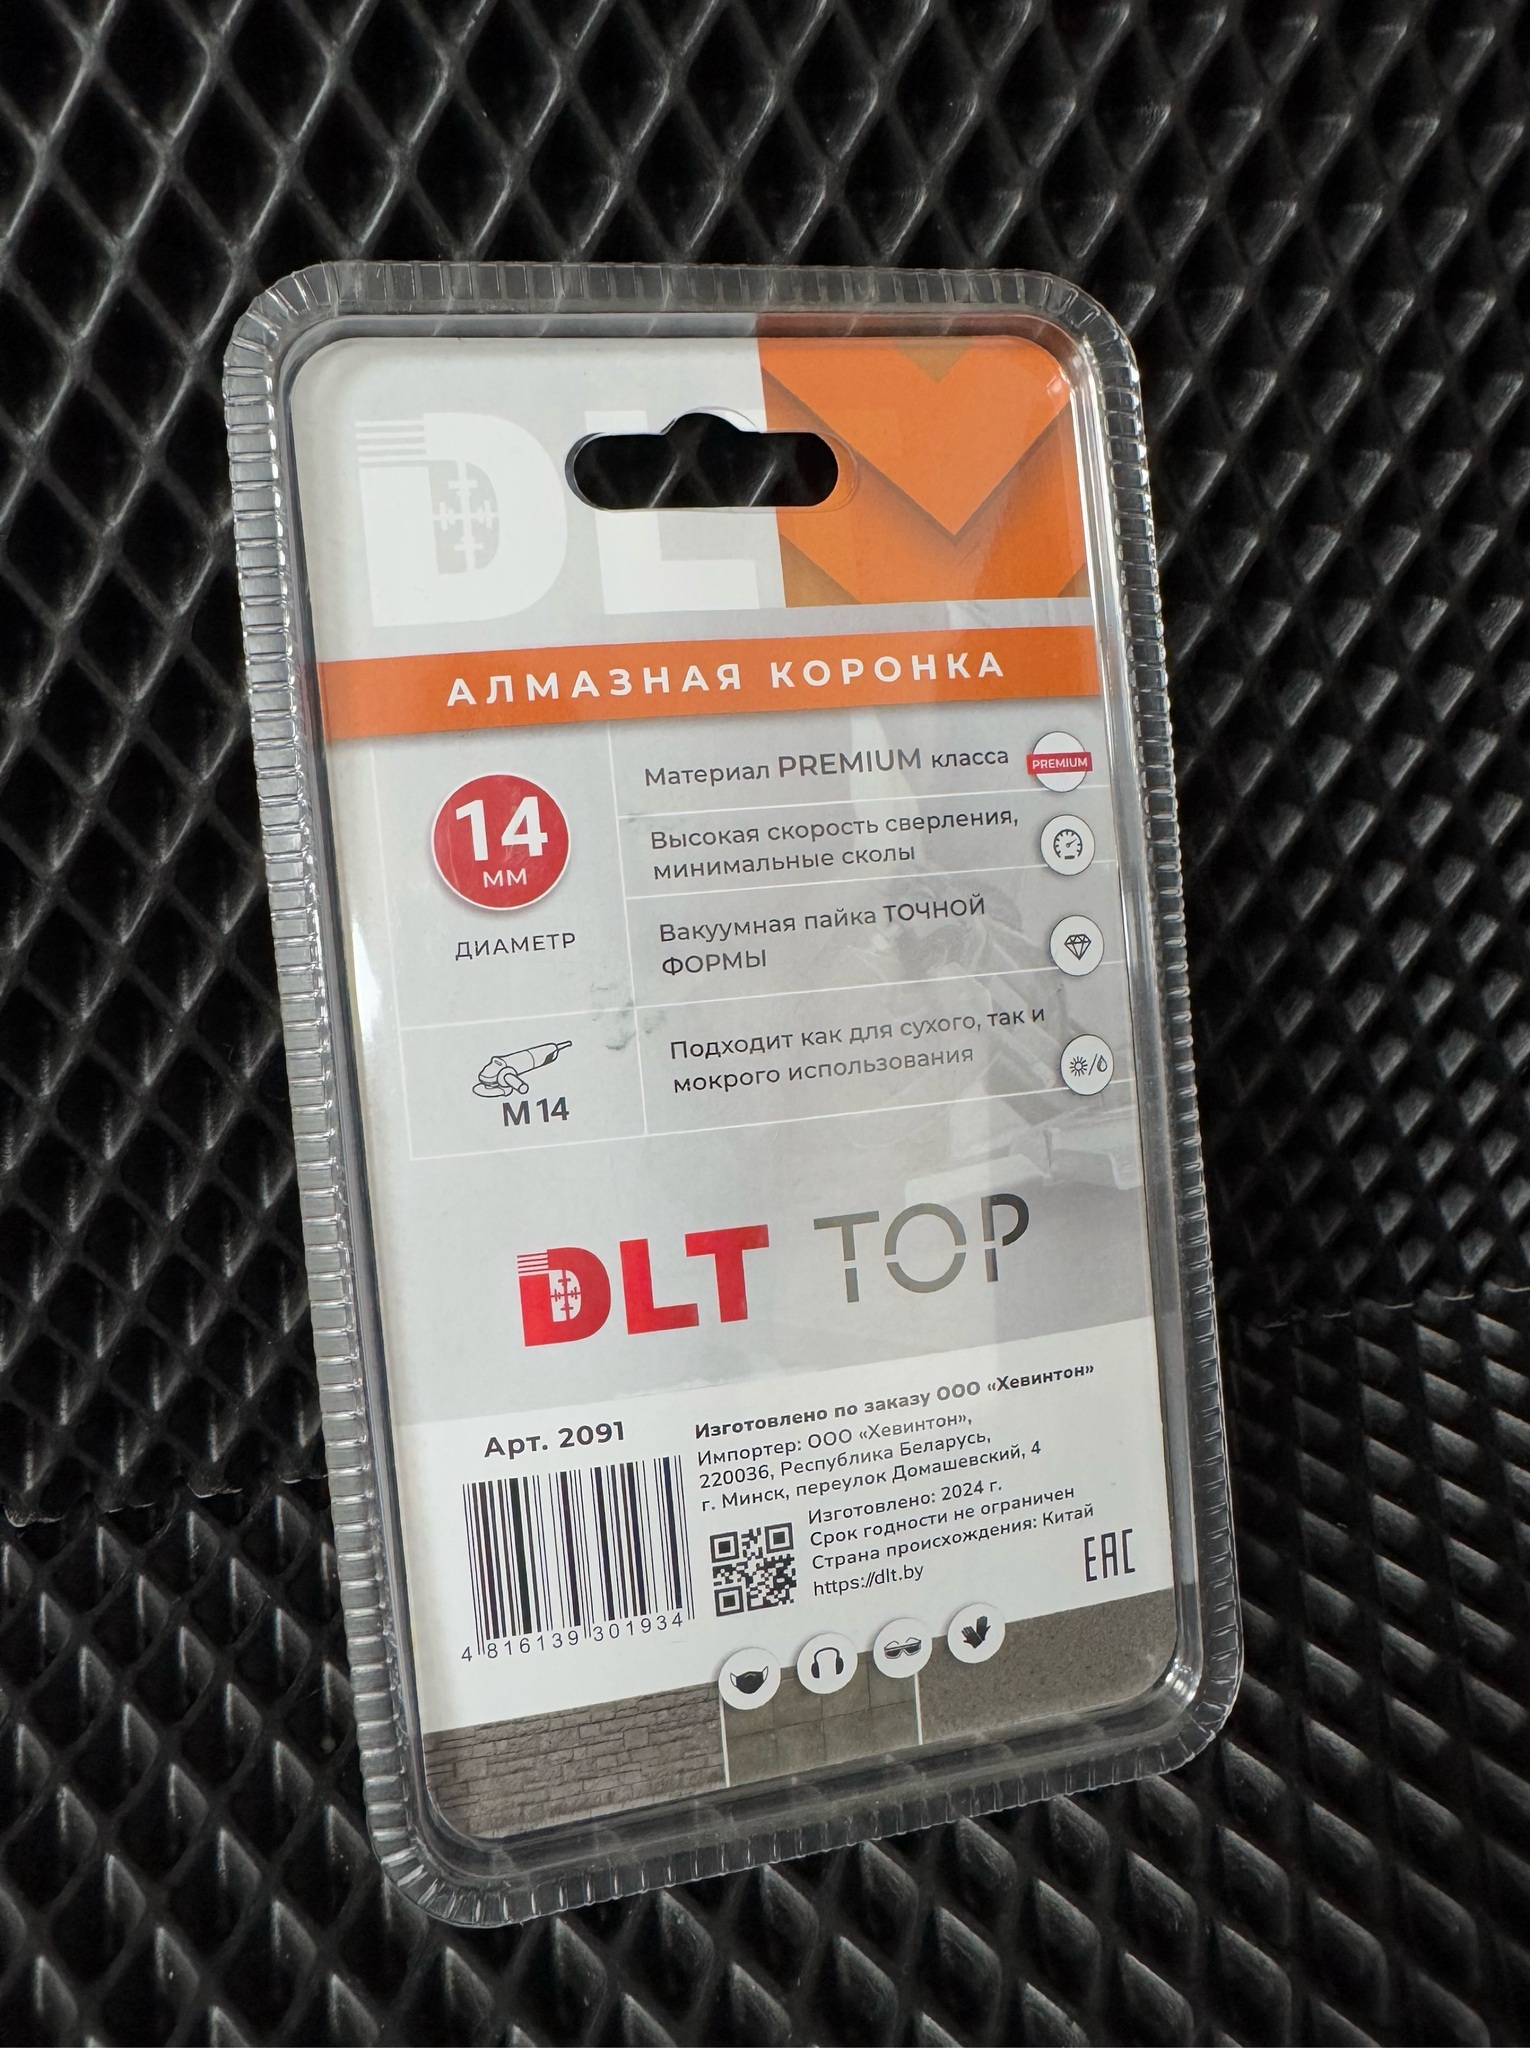 DL
АЛМАЗНАЯ КОРОНКА
14
ММ
ДИАМЕТР
M 14
Материал PREMIUM класса
PREMIUM
Высокая скорость сверления,
минимальные сколы
Вакуумная пайка ТОЧНОЙ
ФОРМЫ
Подходит как для сухого, так и
мокрого использования
DLT TOP
Арт. 2091
4 816139 301934
Изготовлено по заказу ООО «Хевинтон»
Импортер: ООО «Хевинтон»,
220036, Республика Беларусь,
г. Минск, переулок Домашевский, 4
Изготовлено: 2024 г.
Срок годности не ограничен
Страна происхождения: Китай
https://dlt.by
EAC